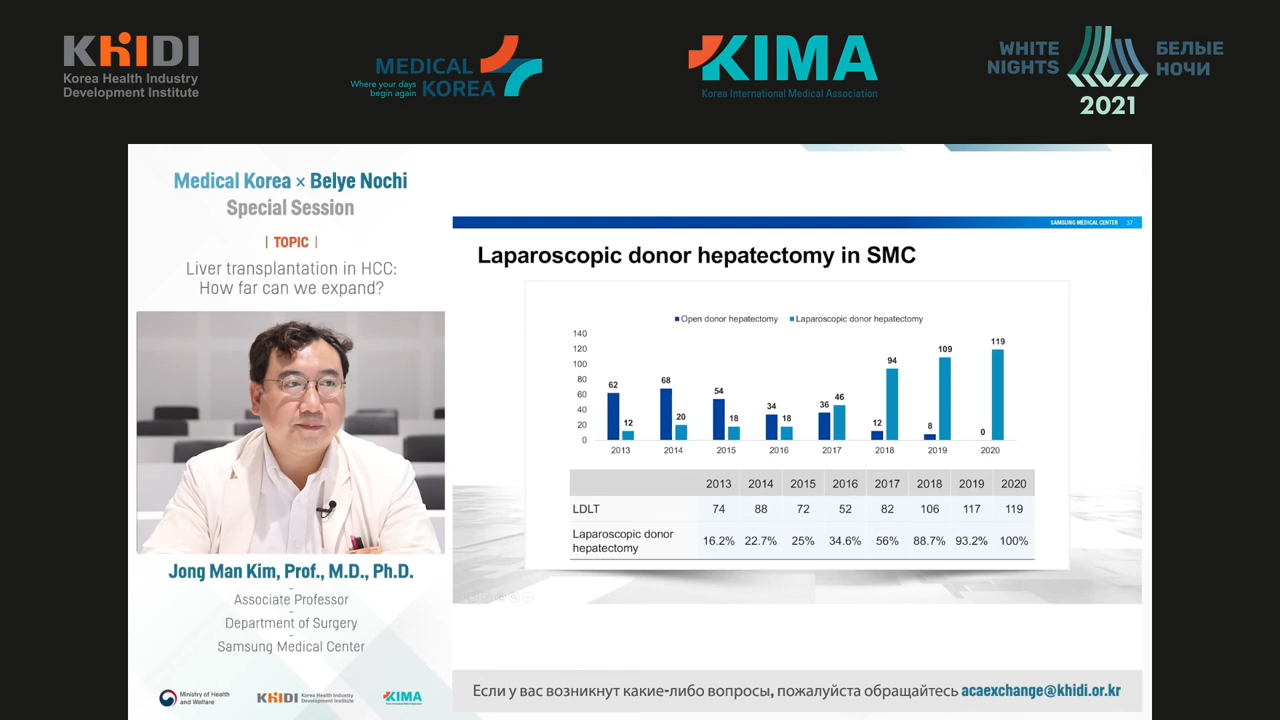 KHIDI
Korea Health Industry
Development Institute
MEDICAL
KOREA
Where your days
begin again
KIMA
Korea International Medical Association
WHITE
NIGHTS
БЕЛЫЕ
НОЧИ
2021
Medical Korea × Belye Nochi
Special Session
| TOPIC |
Liver transplantation in HCC:
How far can we expand?
Jong Man Kim, Prof., M.D., Ph.D.
Associate Professor
Department of Surgery
Samsung Medical Center
Ministry of Health
and Welfare
KHIDI
Korea Health Industry
Development Institute
KIMA
SAMSUNG MEDICAL CENTER 37
Laparoscopic donor hepatectomy in SMC
Open donor hepatectomy Laparoscopic donor hepatectomy
140
120
100
80
60
40
20
0
62 12 68 20 54 18 34 18 36 46 12 94 8 109 0 119
2013 2014 2015 2016 2017 2018 2019 2020
2013 2014 2015 2016 2017 2018 2019 2020
LDLT 74 88 72 52 82 106 117 119
Laparoscopic donor
hepatectomy 16.2% 22.7% 25% 34.6% 56% 88.7% 93.2% 100%
Если у вас возникнут какие-либо вопросы, пожалуйста обращайтесь acaexchange@khidi.or.kr